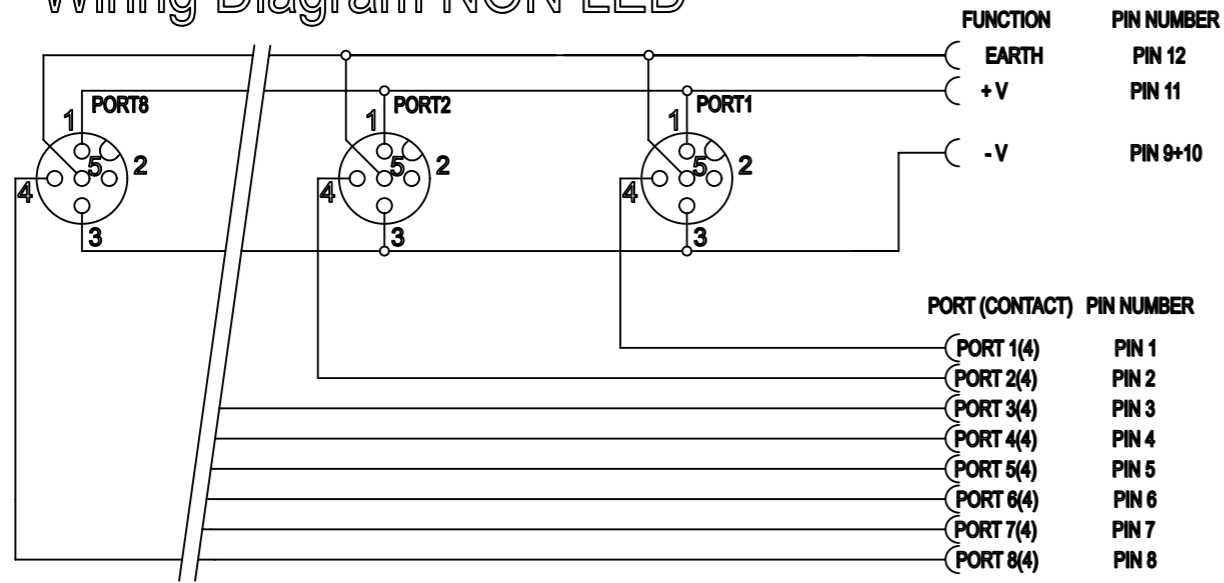 Wiring Diagram NON LED
FUNCTION PIN NUMBER
EARTH PIN 12
+ V PIN 11
- V PIN 9+10
PORT8 PORT2 PORT1
1 1 1
5 2 5 2 5 2
4 4 4
3 3 3
PORT (CONTACT) PIN NUMBER
PORT 1(4) PIN 1
PORT 2(4) PIN 2
PORT 3(4) PIN 3
PORT 4(4) PIN 4
PORT 5(4) PIN 5
PORT 6(4) PIN 6
PORT 7(4) PIN 7
PORT 8(4) PIN 8